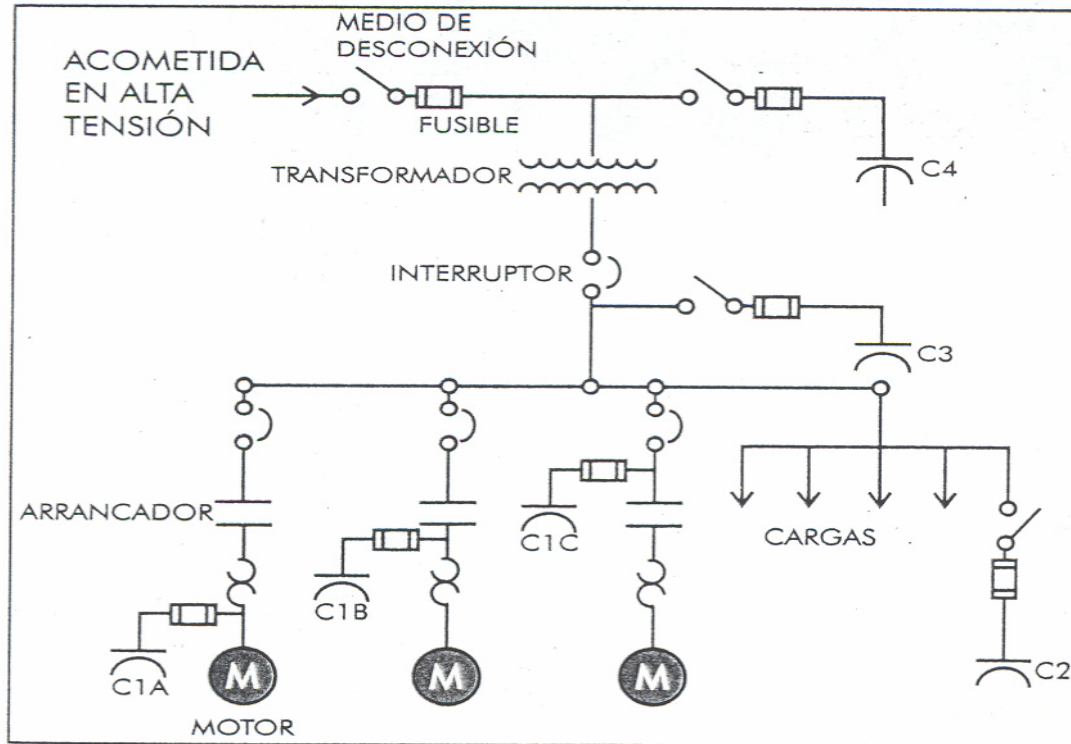 MEDIO DE
DESCONEXIÓN
ACOMETIDA
EN ALTA
TENSIÓN
FUSIBLE
C4
TRANSFORMADOR
INTERRUPTOR
C3
ARRANCADOR
C1C
CARGAS
C1B
C1A
M
M
M
C2
MOTOR